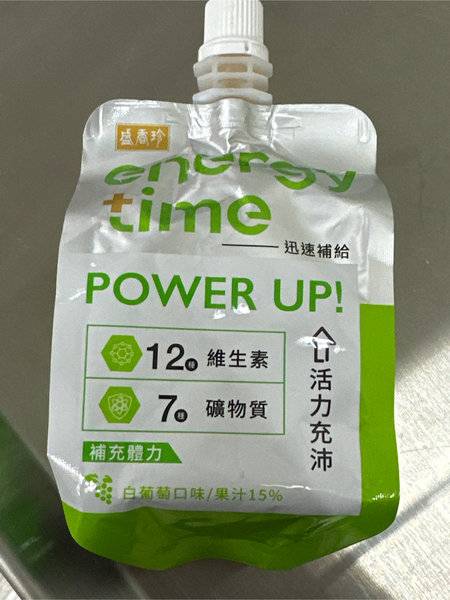 盛香珍
energy
time
迅速補給
POWER UP!
12種 維生素
7種 礦物質
活力充沛
補充體力
白葡萄口味/果汁15%